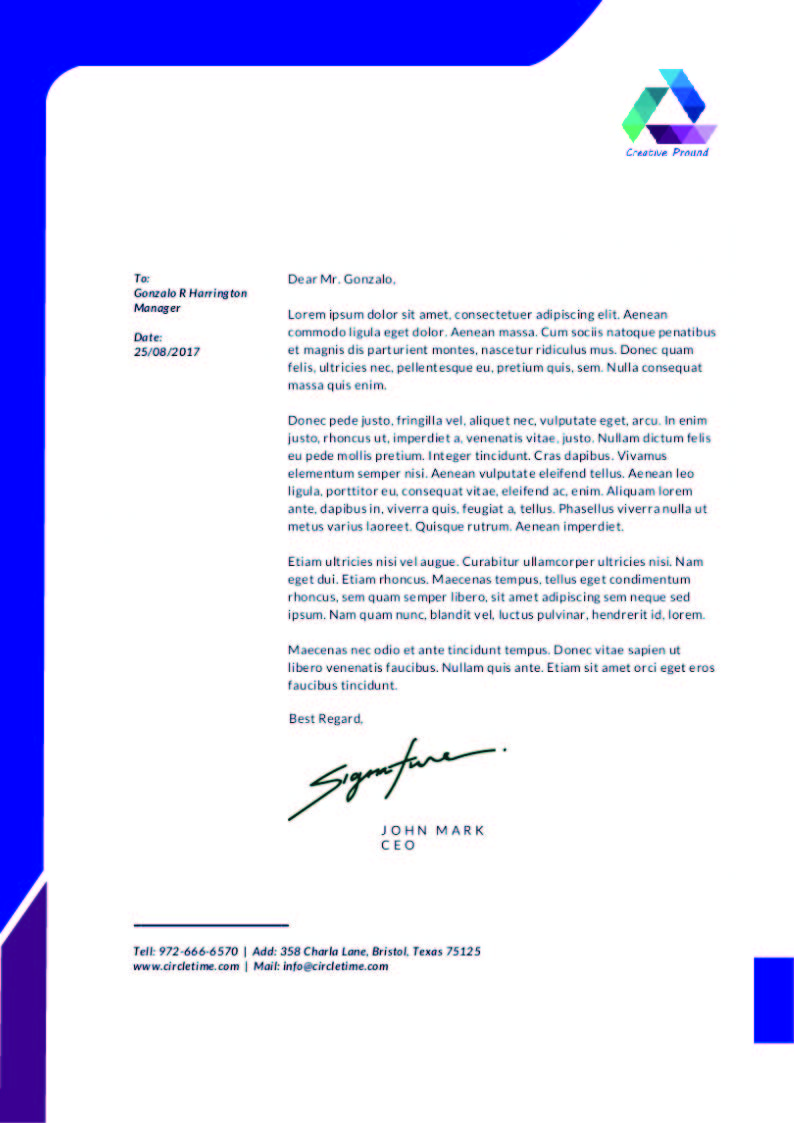 Creative Pround
To:
Gonzalo R Harrington
Manager
Date:
25/08/2017
Dear Mr. Gonzalo,
Lorem ipsum dolor sit amet, consectetuer adipiscing elit. Aenean
commodo ligula eget dolor. Aenean massa. Cum sociis natoque penatibus
et magnis dis parturient montes, nascetur ridiculus mus. Donec quam
felis, ultricies nec, pellentesque eu, pretium quis, sem. Nulla consequat
massa quis enim.
Donec pede justo, fringilla vel, aliquet nec, vulputate eget, arcu. In enim
justo, rhoncus ut, imperdiet a, venenatis vitae, justo. Nullam dictum felis
eu pede mollis pretium. Integer tincidunt. Cras dapibus. Vivamus
elementum semper nisi. Aenean vulputate eleifend tellus. Aenean leo
ligula, porttitor eu, consequat vitae, eleifend ac, enim. Aliquam lorem
ante, dapibus in, viverra quis, feugiat a, tellus. Phasellus viverra nulla ut
metus varius laoreet. Quisque rutrum. Aenean imperdiet.
Etiam ultricies nisi vel augue. Curabitur ullamcorper ultricies nisi. Nam
eget dui. Etiam rhoncus. Maecenas tempus, tellus eget condimentum
rhoncus, sem quam semper libero, sit amet adipiscing sem neque sed
ipsum. Nam quam nunc, blandit vel, luctus pulvinar, hendrerit id, lorem.
Maecenas nec odio et ante tincidunt tempus. Donec vitae sapien ut
libero venenatis faucibus. Nullam quis ante. Etiam sit amet orci eget eros
faucibus tincidunt.
Best Regard,
Signature
JOHN MARK
CEO
Tell: 972-666-6570 | Add: 358 Charla Lane, Bristol, Texas 75125
www.circletime.com | Mail: info@circletime.com